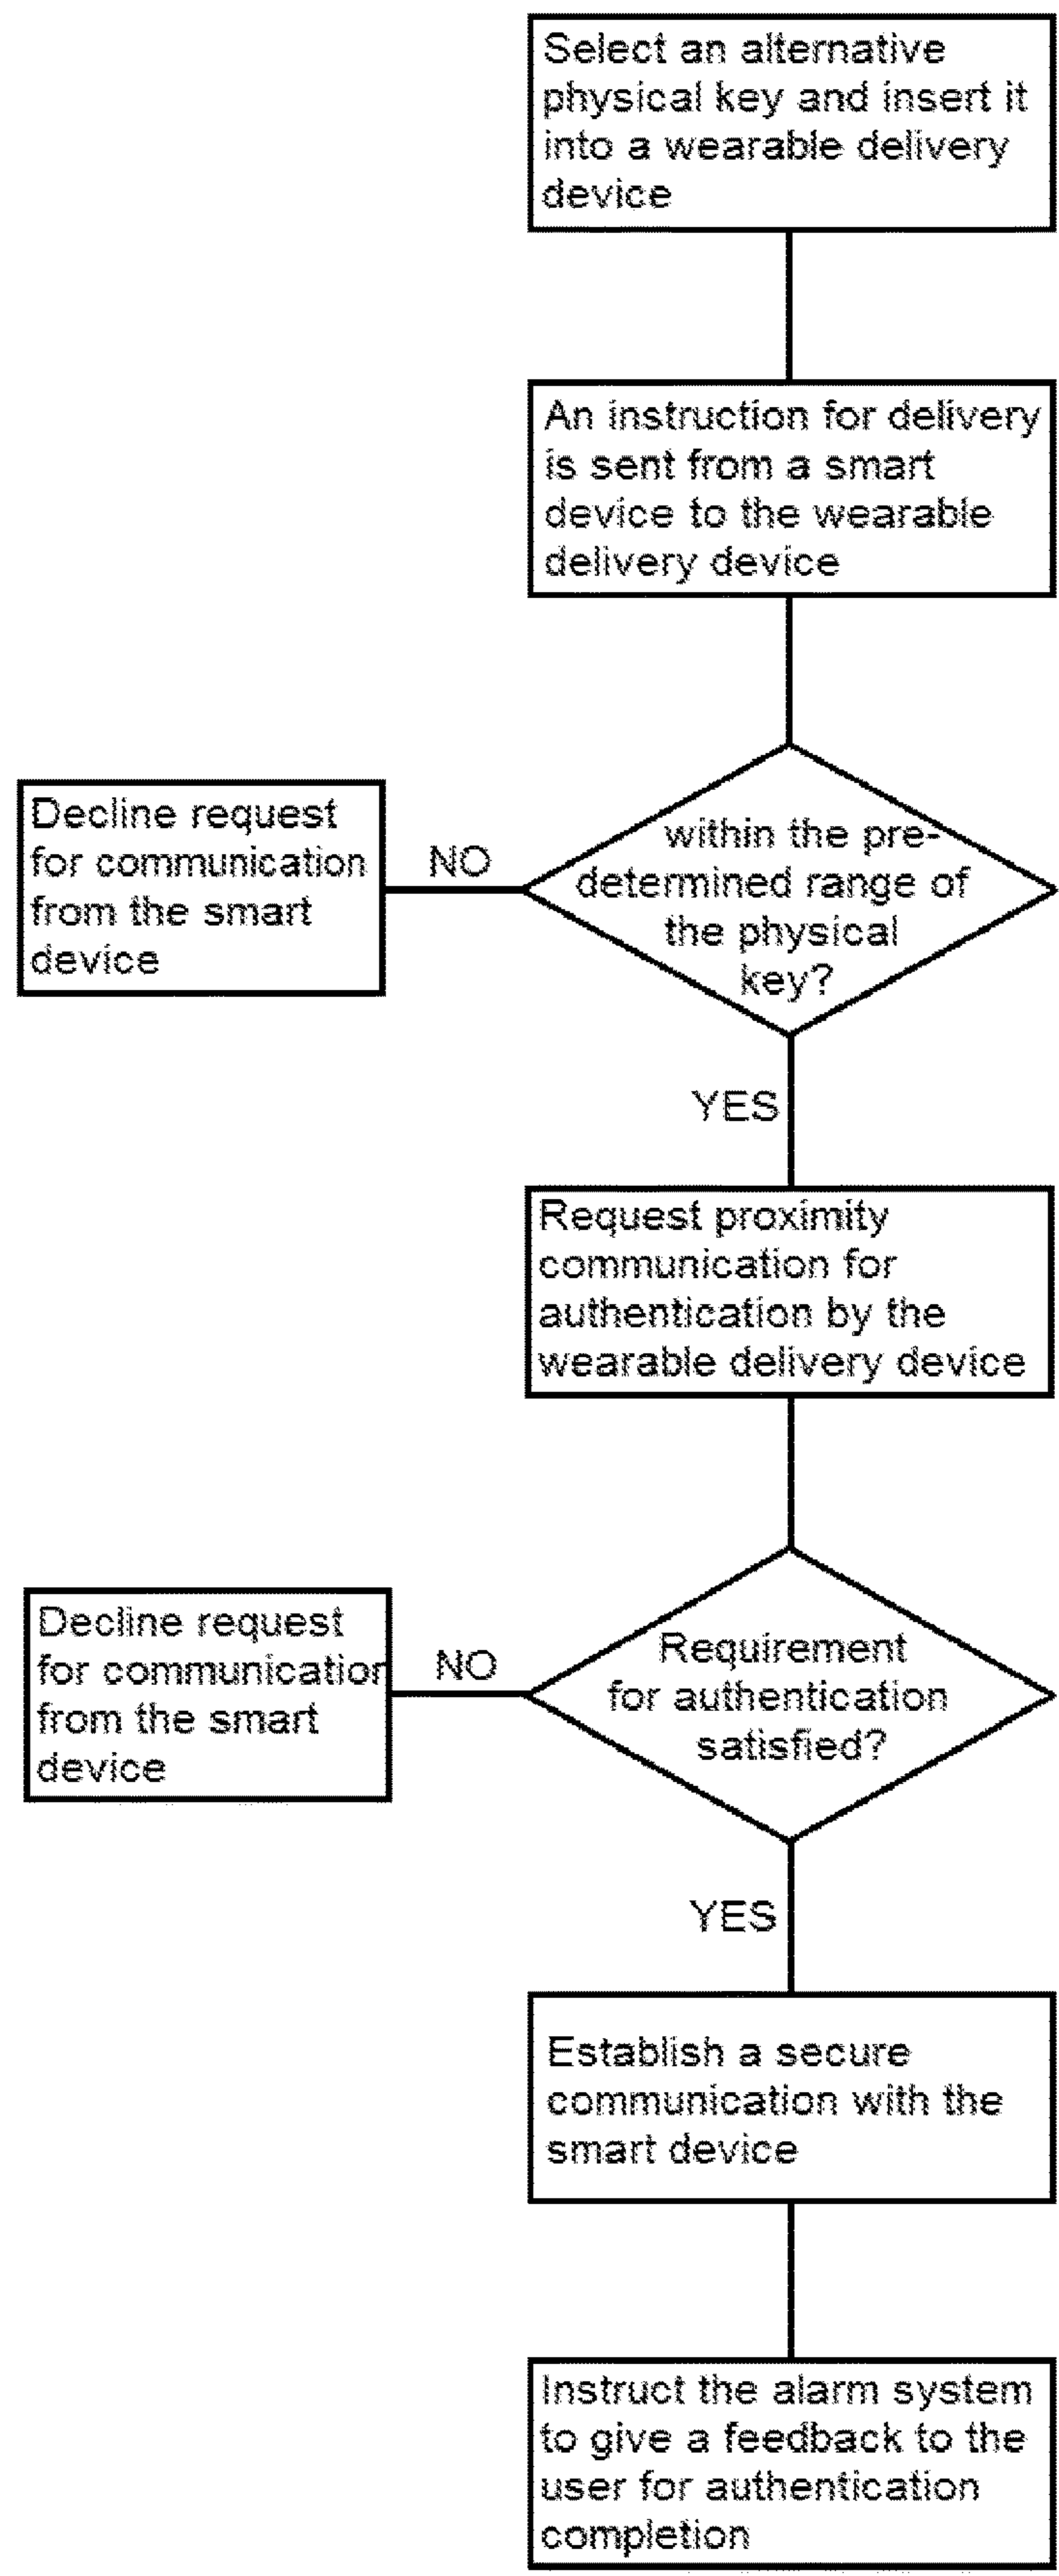 Select an alternative
physical key and insert it
into a wearable delivery
device
An instruction for delivery
is sent from a smart
device to the wearable
delivery device
within the pre-
determined range of
the physical
key?
NO
Decline request
for communication
from the smart
device
YES
Request proximity
communication for
authentication by the
wearable delivery device
Requirement
for authentication
satisfied?
NO
Decline request
for communication
from the smart
device
YES
Establish a secure
communication with the
smart device
Instruct the alarm system
to give a feedback to the
user for authentication
completion